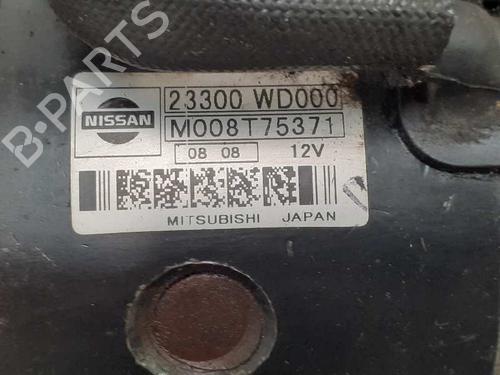 B-PARTS
NISSAN
23300 WD000
M008T75371
08 08 12V
MITSUBISHI JAPAN